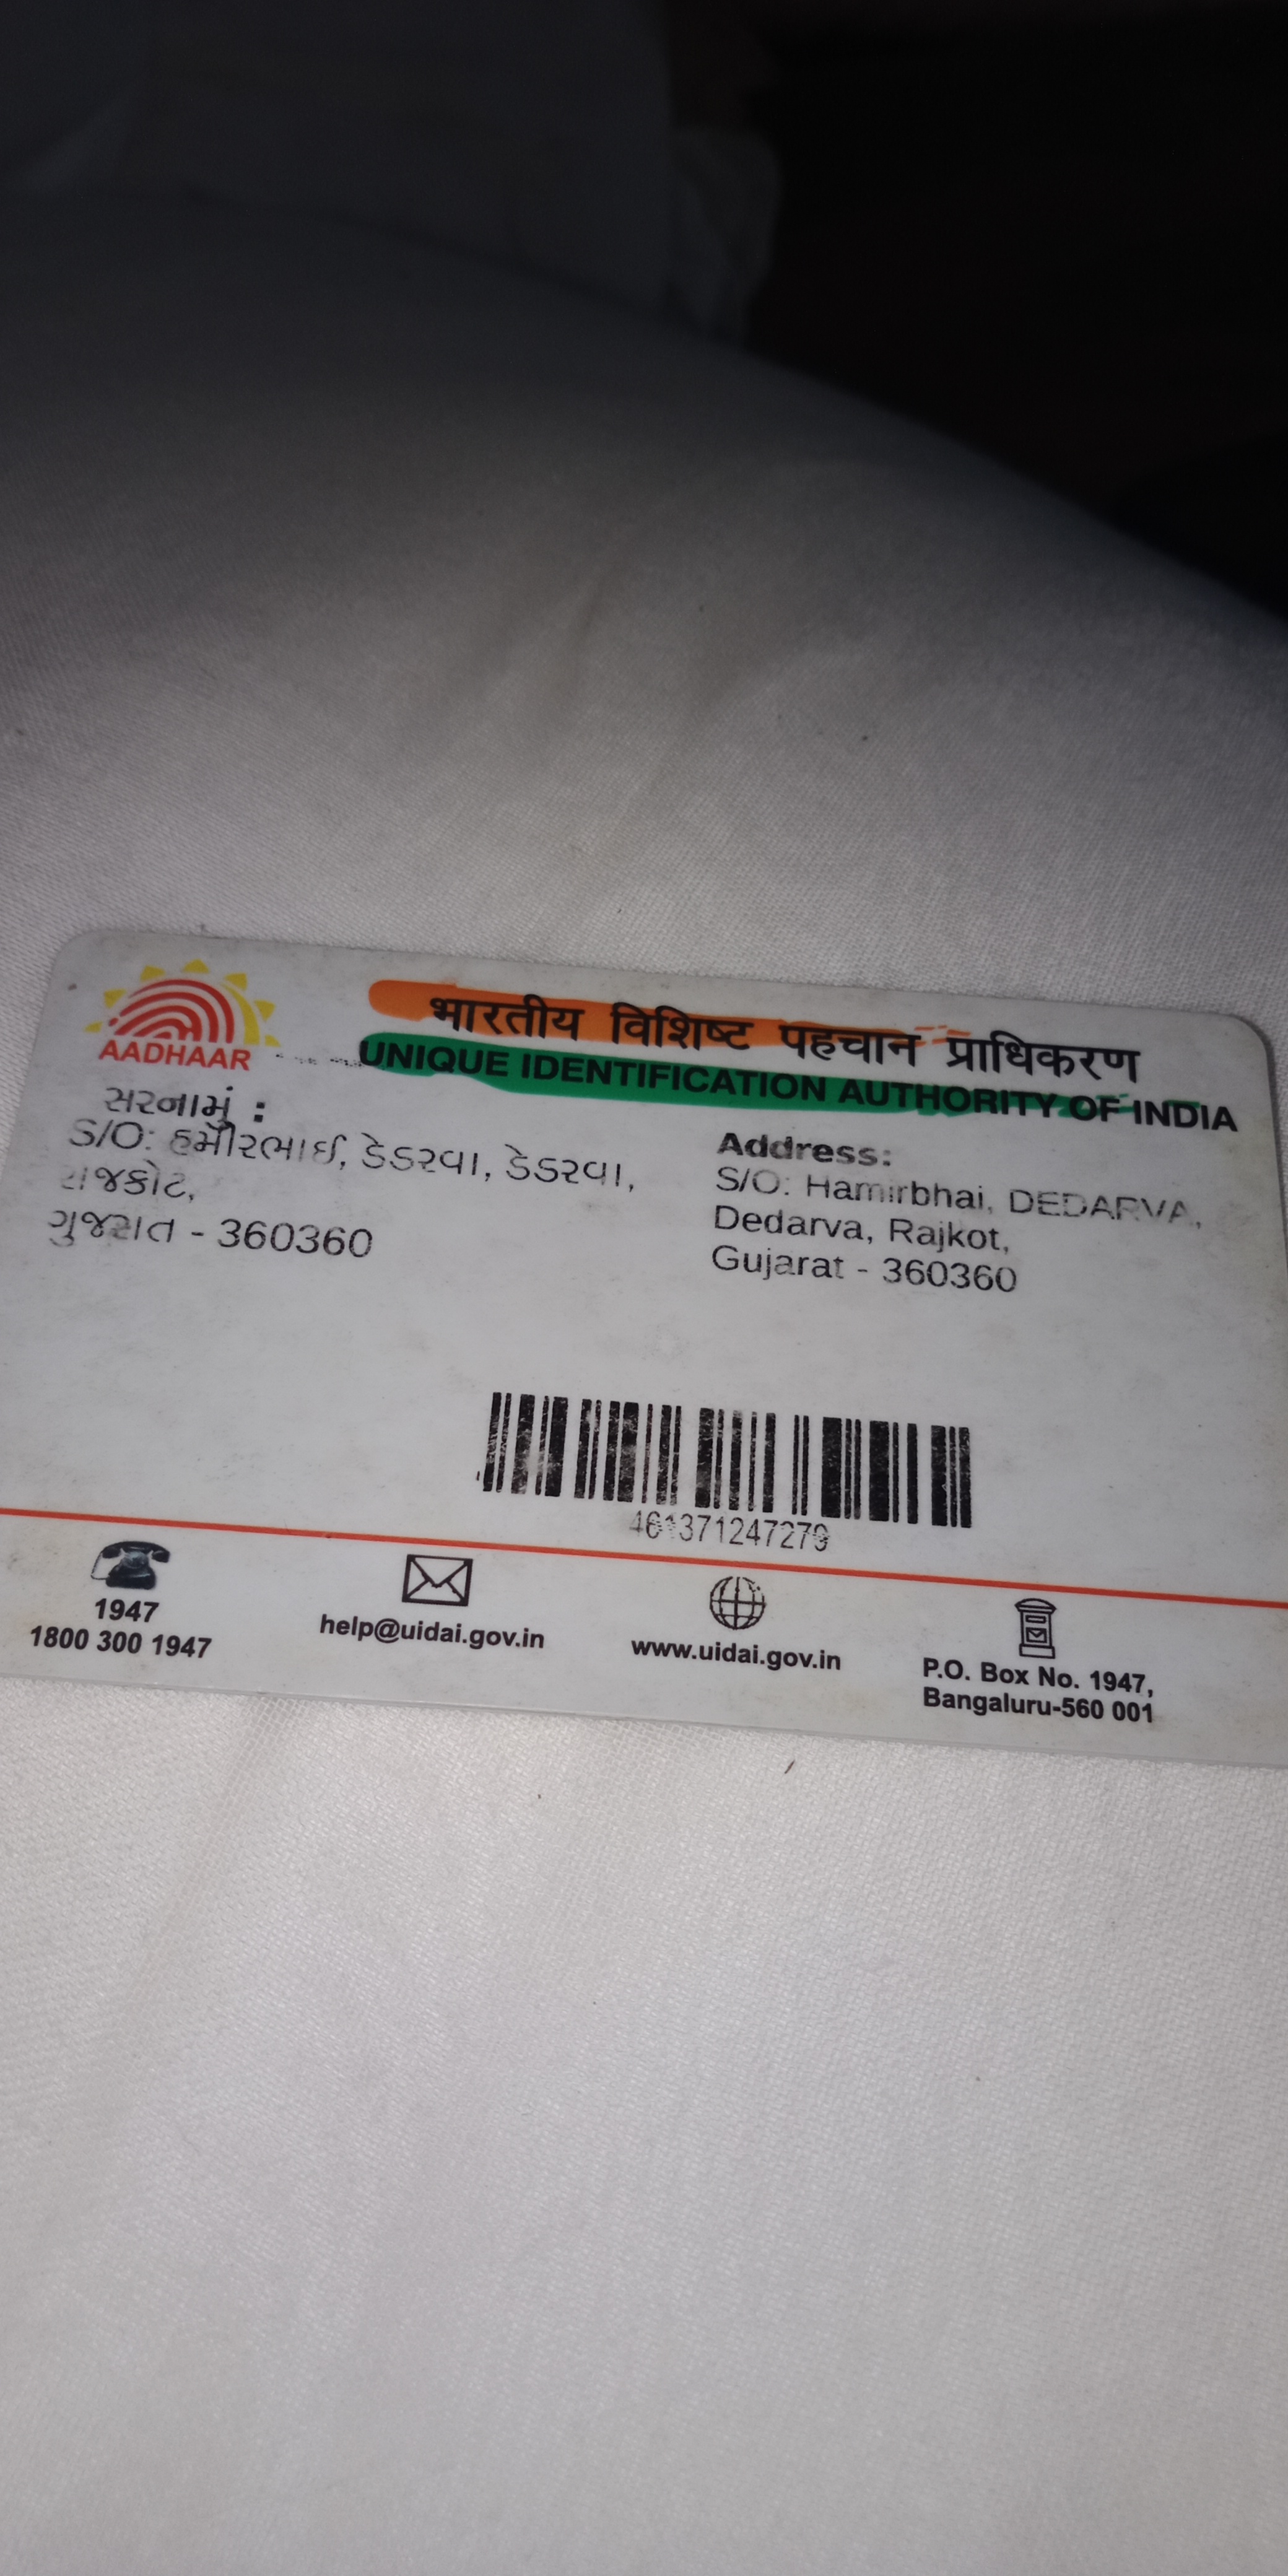 भारतीय विशिष्ट पहचान प्राधिकरण
AADHAAR
UNIQUE IDENTIFICATION AUTHORITY OF INDIA
સરનામું :
S/O: હમીરભાઈ, ડેડરવા, ડેડરવા,
રાજકોટ,
ગુજરાત - 360360
Address:
S/O: Hamirbhai, DEDARVA,
Dedarva, Rajkot,
Gujarat - 360360
461371247279
1947
1800 300 1947
help@uidai.gov.in
www.uidai.gov.in
P.O. Box No. 1947,
Bangaluru-560 001